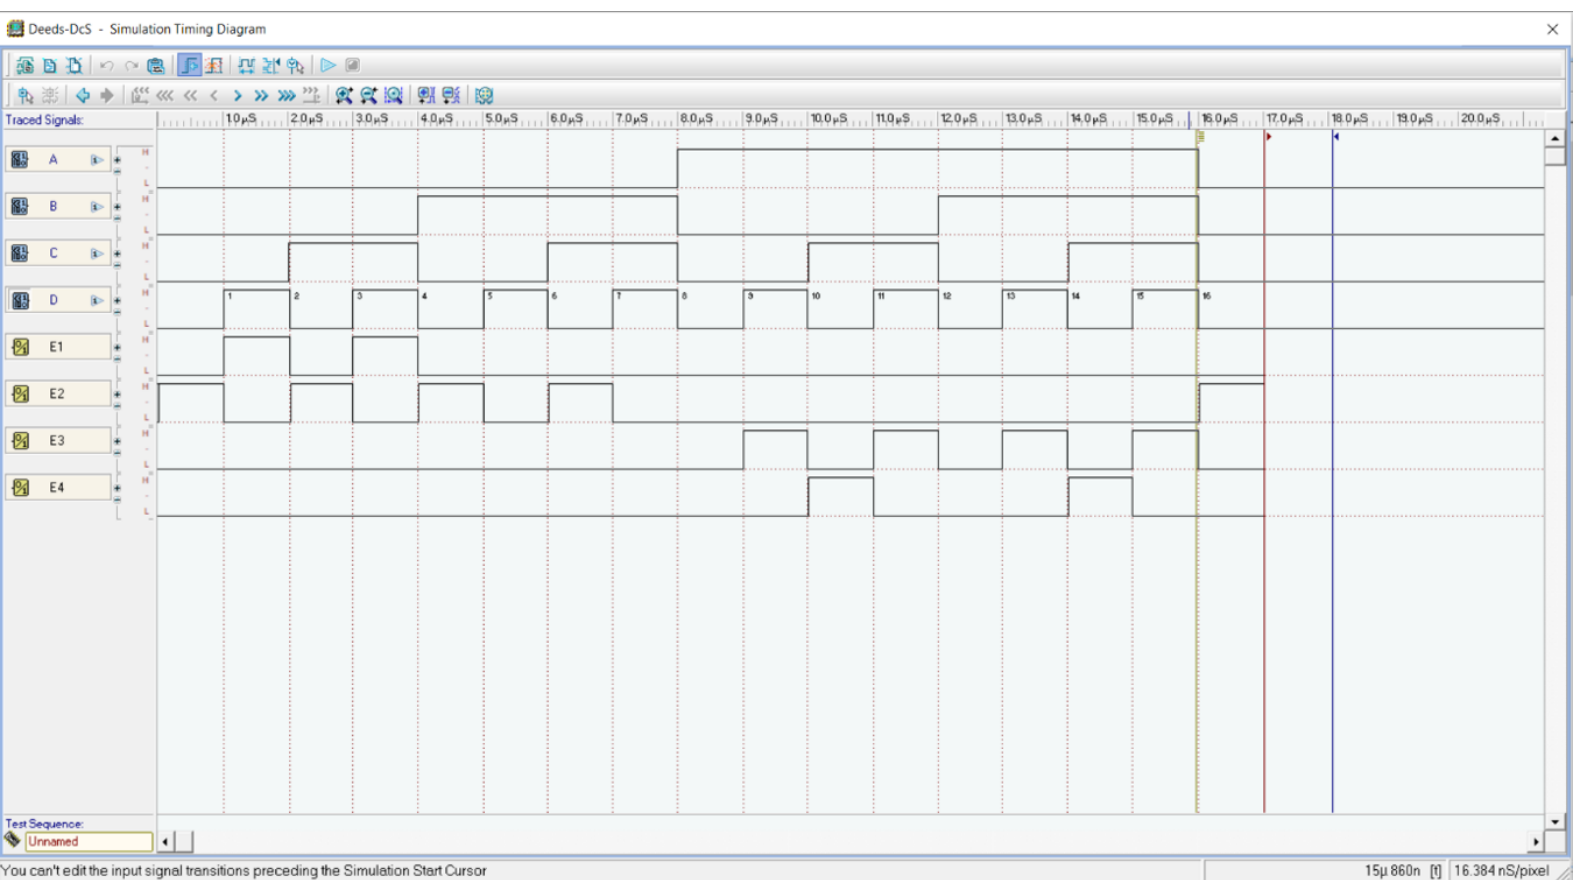 Deeds-DcS - Simulation Timing Diagram
Traced Signals:
1.0µS 2.0µS 3.0µS 4.0µS 5.0µS 6.0µS 7.0µS 8.0µS 9.0µS 10.0µS 11.0µS 12.0µS 13.0µS 14.0µS 15.0µS 16.0µS 17.0µS 18.0µS 19.0µS 20.0µS
A H L
B H L
C H L
D H L 1 2 3 4 5 6 7 8 9 10 11 12 13 14 15 16
E1 H L
E2 H L
E3 H L
E4 H L
Test Sequence:
Unnamed
You can't edit the input signal transitions preceding the Simulation Start Cursor
15µ 860n [t] 16.384 nS/pixel